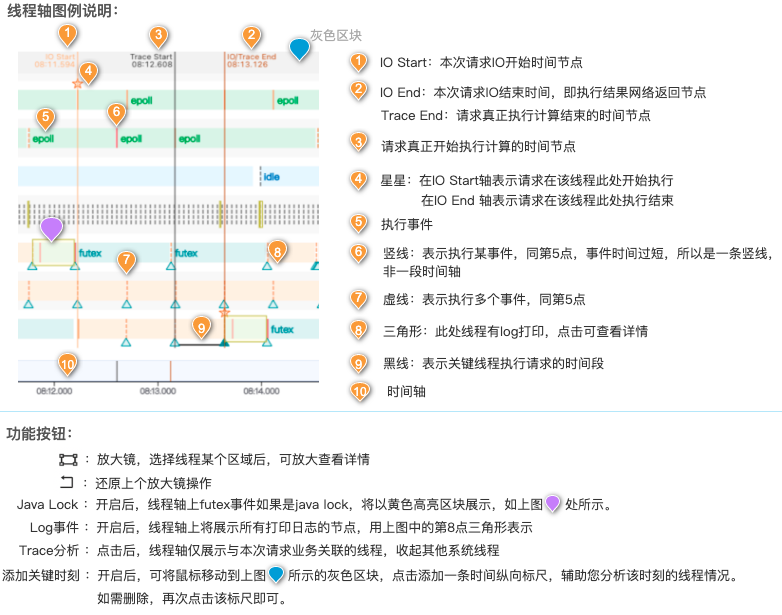 线程轴图例说明：
灰色区块
1
3
2
IO Start
08:11.594
Trace Start
08:12.608
IO/Trace End
08:13.126
4
epoll
epoll
5
6
epoll
epoll
epoll
idle
futex
7
futex
8
9
futex
10
08:12.000
08:13.000
08:14.000
1 IO Start：本次请求IO开始时间节点
2 IO End：本次请求IO结束时间，即执行结果网络返回节点
Trace End：请求真正执行计算结束的时间节点
3 请求真正开始执行计算的时间节点
4 星星：在IO Start轴表示请求在该线程此处开始执行
在IO End 轴表示请求在该线程此处执行结束
5 执行事件
6 竖线：表示执行某事件，同第5点，事件时间过短，所以是一条竖线，
非一段时间轴
7 虚线：表示执行多个事件，同第5点
8 三角形：此处线程有log打印，点击可查看详情
9 黑线：表示关键线程执行请求的时间段
10 时间轴
功能按钮：
：放大镜，选择线程某个区域后，可放大查看详情
：还原上个放大镜操作
Java Lock：开启后，线程轴上futex事件如果是java lock，将以黄色高亮区块展示，如上图 处所示。
Log事件：开启后，线程轴上将展示所有打印日志的节点，用上图中的第8点三角形表示
Trace分析：点击后，线程轴仅展示与本次请求业务关联的线程，收起其他系统线程
添加关键时刻：开启后，可将鼠标移动到上图 所示的灰色区块，点击添加一条时间纵向标尺，辅助您分析该时刻的线程情况。
如需删除，再次点击该标尺即可。